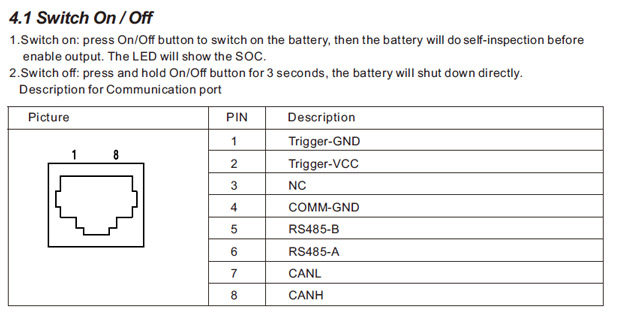 4.1 Switch On / Off
1.Switch on: press On/Off button to switch on the battery, then the battery will do self-inspection before
enable output. The LED will show the SOC.
2.Switch off: press and hold On/Off button for 3 seconds, the battery will shut down directly.
Description for Communication port
Picture PIN Description
1 8
1 Trigger-GND
2 Trigger-VCC
3 NC
4 COMM-GND
5 RS485-B
6 RS485-A
7 CANL
8 CANH